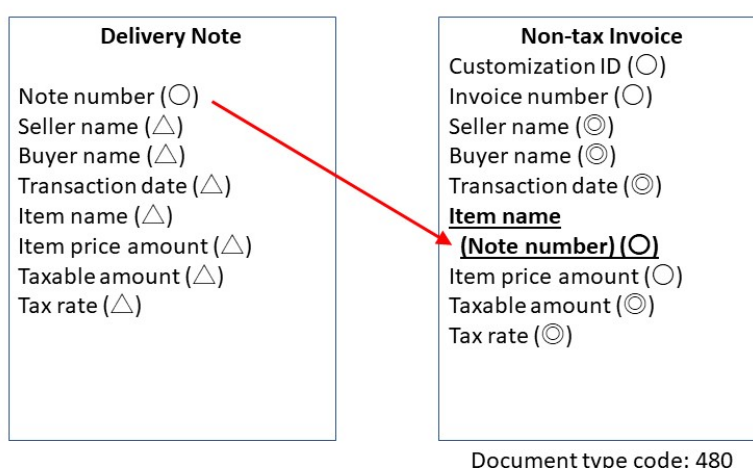 Delivery Note
Note number (○)
Seller name (△)
Buyer name (△)
Transaction date (△)
Item name (△)
Item price amount (△)
Taxable amount (△)
Tax rate (△)
Non-tax Invoice
Customization ID (○)
Invoice number (○)
Seller name (◎)
Buyer name (◎)
Transaction date (◎)
Item name
(Note number) (○)
Item price amount (○)
Taxable amount (◎)
Tax rate (◎)
Document type code: 480